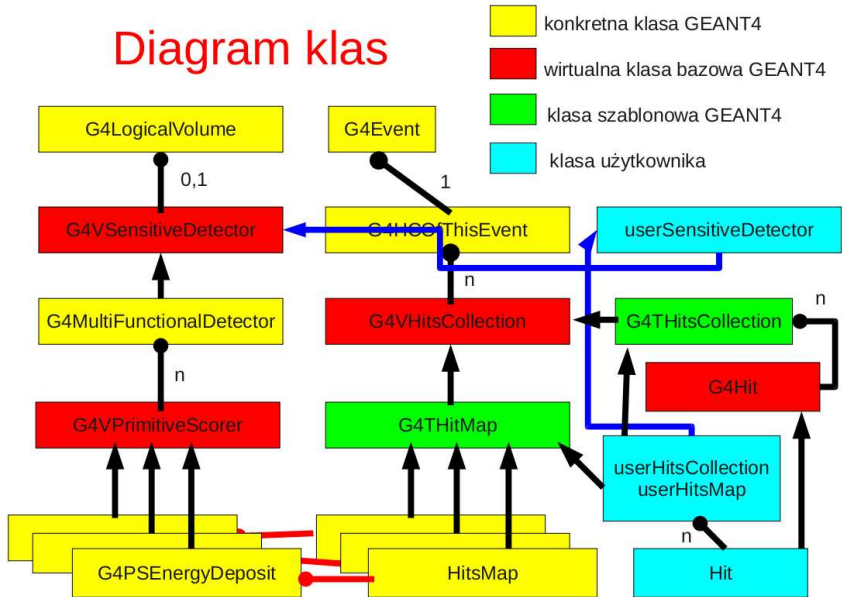 Diagram klas
konkretna klasa GEANT4
wirtualna klasa bazowa GEANT4
klasa szablonowa GEANT4
klasa użytkownika
G4LogicalVolume
G4Event
0,1
1
G4VSensitiveDetector
G4HCOfThisEvent
userSensitiveDetector
n
n
G4MultiFunctionalDetector
G4VHitsCollection
G4THitsCollection
n
G4Hit
G4VPrimitiveScorer
G4THitMap
userHitsCollection
userHitsMap
n
G4PSEnergyDeposit
HitsMap
Hit